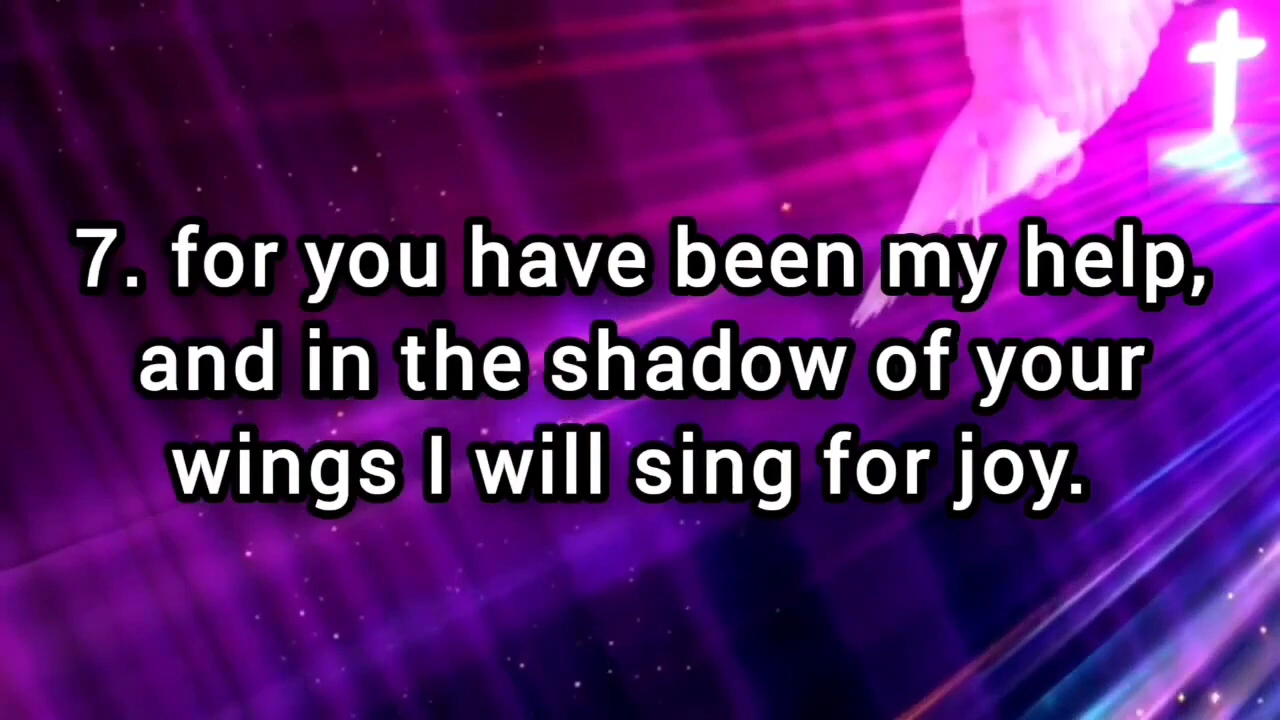 7. for you have been my help,
and in the shadow of your
wings I will sing for joy.